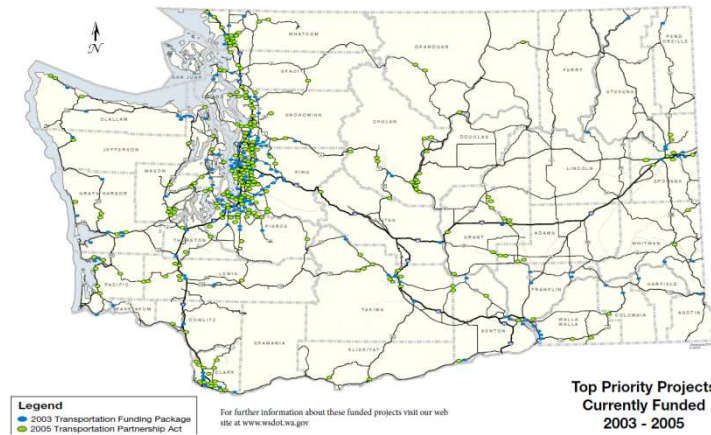 N
WHATCOM
SAN JUAN
SKAGIT
OKANOGAN
FERRY
STEVENS
PEND
OREILLE
CLALLAM
SNOHOMISH
CHELAN
DOUGLAS
JEFFERSON
KING
LINCOLN
SPOKANE
MASON
GRAYS HARBOR
KITTITAS
GRANT
ADAMS
WHITMAN
THURSTON
PIERCE
PACIFIC
LEWIS
FRANKLIN
GARFIELD
WAHKIAKUM
COWLITZ
YAKIMA
BENTON
WALLA
WALLA
COLUMBIA
ASOTIN
SKAMANIA
KLICKITAT
CLARK
Legend
2003 Transportation Funding Package
2005 Transportation Partnership Act
For further information about these funded projects visit our web
site at www.wsdot.wa.gov
Top Priority Projects
Currently Funded
2003 - 2005